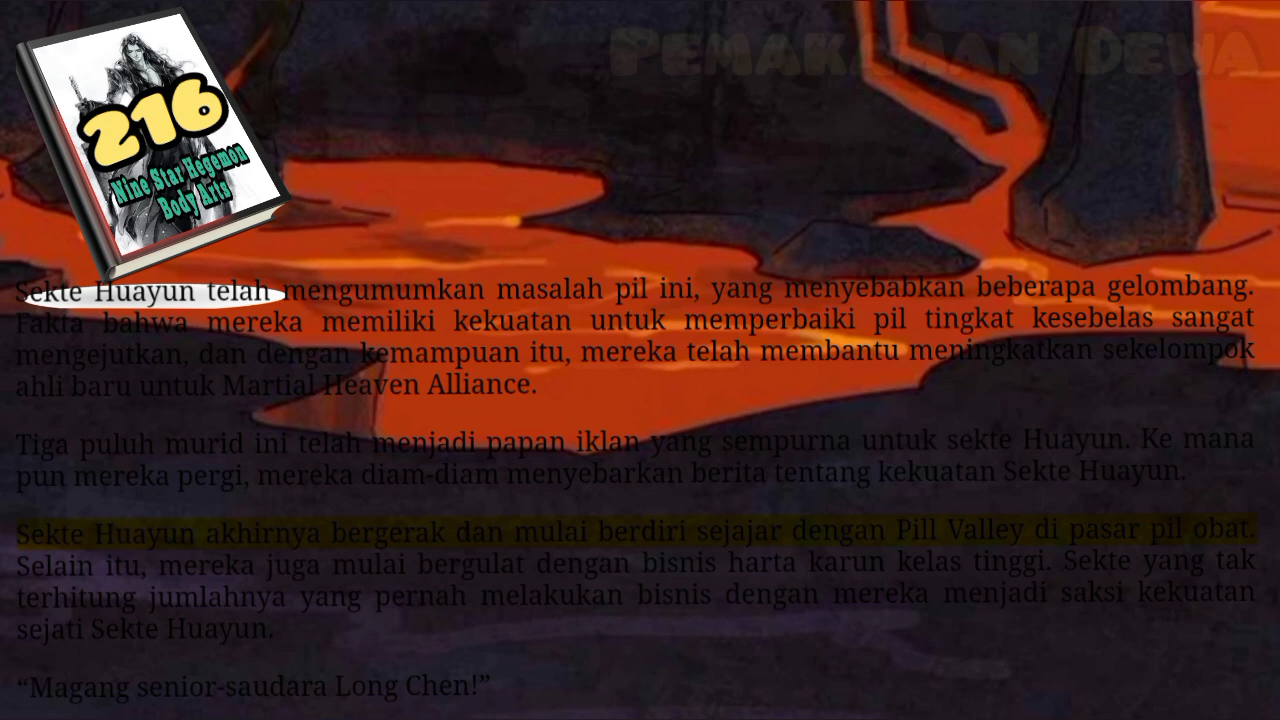 PEMAKAMAN DEWA
216
Nine Star Hegemon
Body Arts
Sekte Huayun telah mengumumkan masalah pil ini, yang menyebabkan beberapa gelombang.
Fakta bahwa mereka memiliki kekuatan untuk memperbaiki pil tingkat kesebelas sangat
mengejutkan, dan dengan kemampuan itu, mereka telah membantu meningkatkan sekelompok
ahli baru untuk Martial Heaven Alliance.
Tiga puluh murid ini telah menjadi papan iklan yang sempurna untuk sekte Huayun. Ke mana
pun mereka pergi, mereka diam-diam menyebarkan berita tentang kekuatan Sekte Huayun.
Sekte Huayun akhirnya bergerak dan mulai berdiri sejajar dengan Pill Valley di pasar pil obat.
Selain itu, mereka juga mulai bergulat dengan bisnis harta karun kelas tinggi. Sekte yang tak
terhitung jumlahnya yang pernah melakukan bisnis dengan mereka menjadi saksi kekuatan
sejati Sekte Huayun.
“Magang senior-saudara Long Chen!”